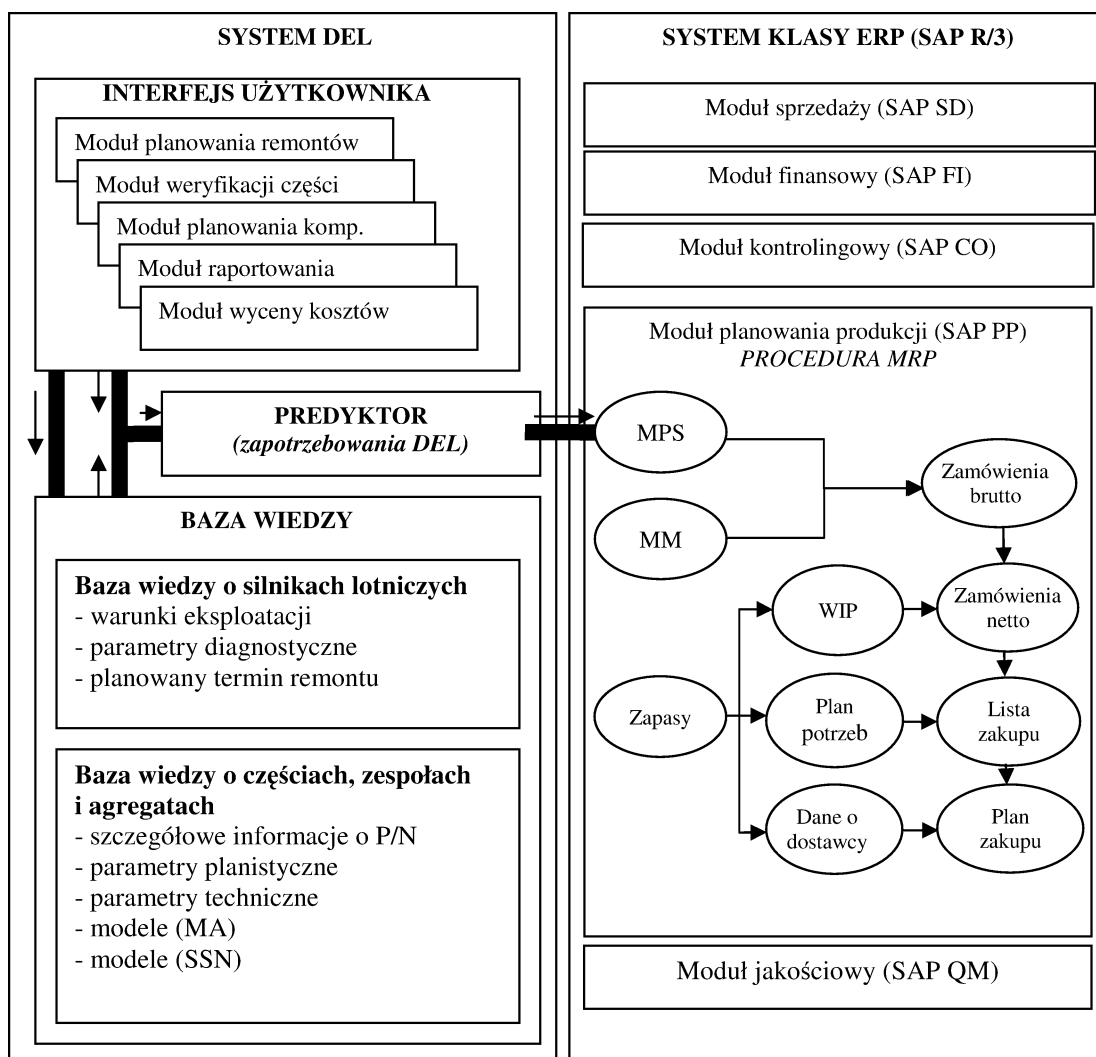 SYSTEM DEL
INTERFEJS UŻYTKOWNIKA
Moduł planowania remontów
Moduł weryfikacji części
Moduł planowania komp.
Moduł raportowania
Moduł wyceny kosztów
PREDYKTOR
(zapotrzebowania DEL)
BAZA WIEDZY
Baza wiedzy o silnikach lotniczych
- warunki eksploatacji
- parametry diagnostyczne
- planowany termin remontu
Baza wiedzy o częściach, zespołach
i agregatach
- szczegółowe informacje o P/N
- parametry planistyczne
- parametry techniczne
- modele (MA)
- modele (SSN)
SYSTEM KLASY ERP (SAP R/3)
Moduł sprzedaży (SAP SD)
Moduł finansowy (SAP FI)
Moduł kontrolingowy (SAP CO)
Moduł planowania produkcji (SAP PP)
PROCEDURA MRP
MPS
Zamówienia
brutto
MM
WIP
Zamówienia
netto
Zapasy
Plan
potrzeb
Lista
zakupu
Dane o
dostawcy
Plan
zakupu
Moduł jakościowy (SAP QM)